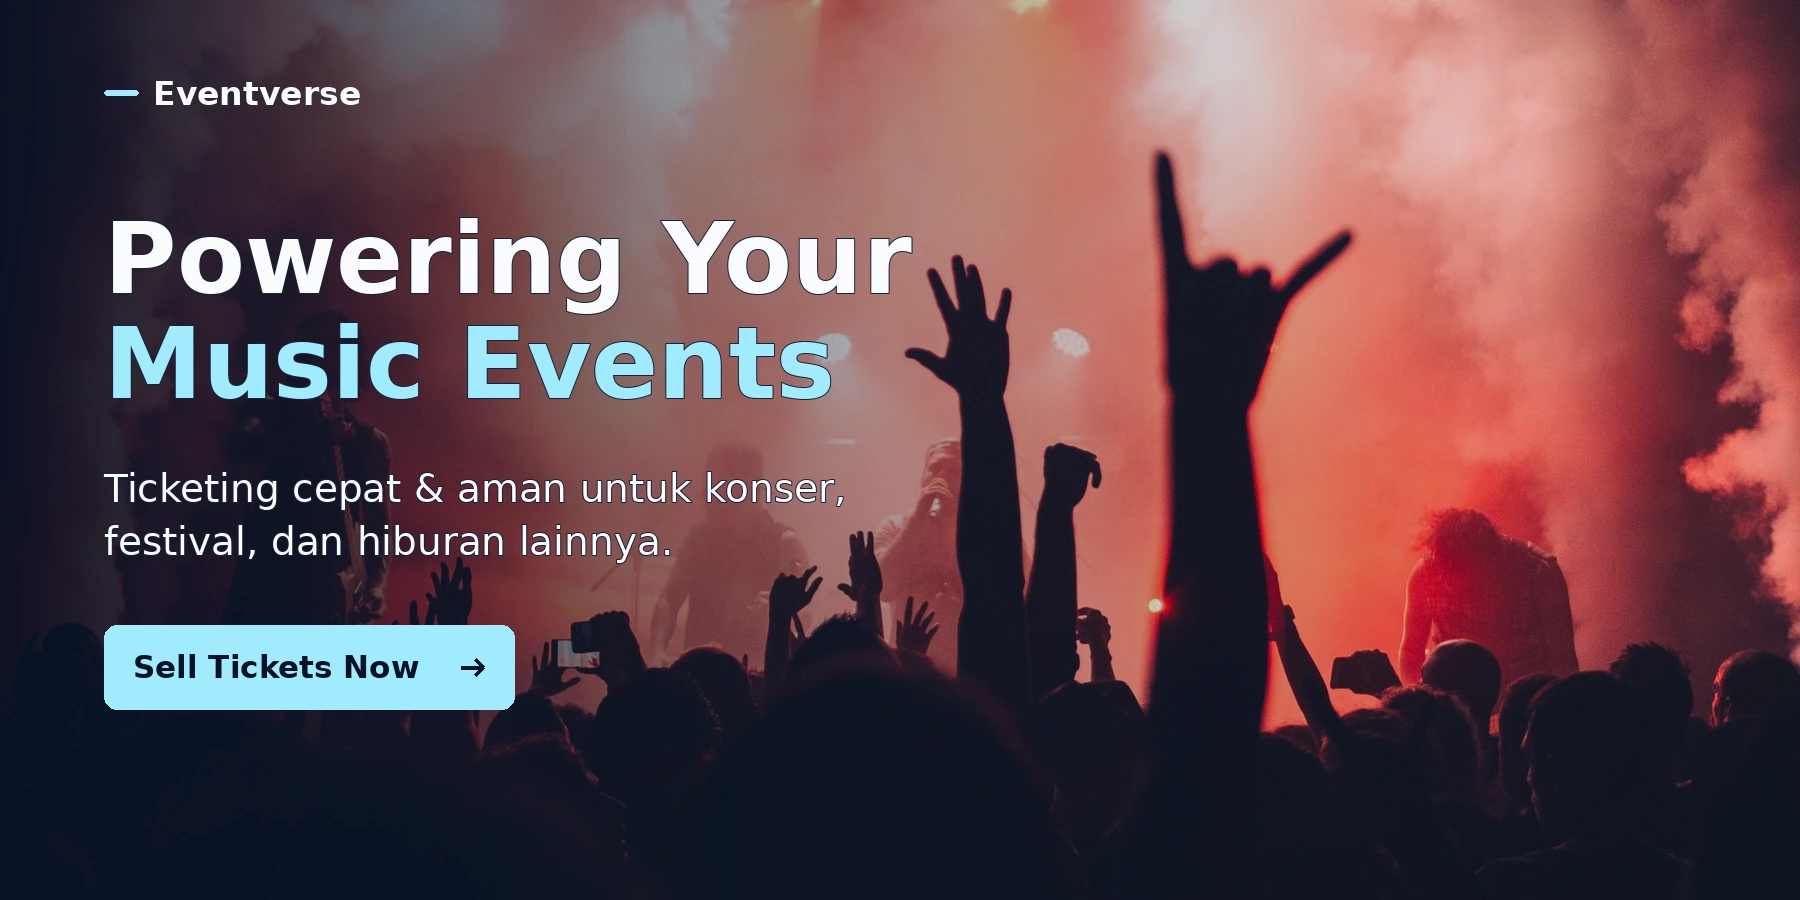 Eventverse
Powering Your
Music Events
Ticketing cepat & aman untuk konser,
festival, dan hiburan lainnya.
Sell Tickets Now →